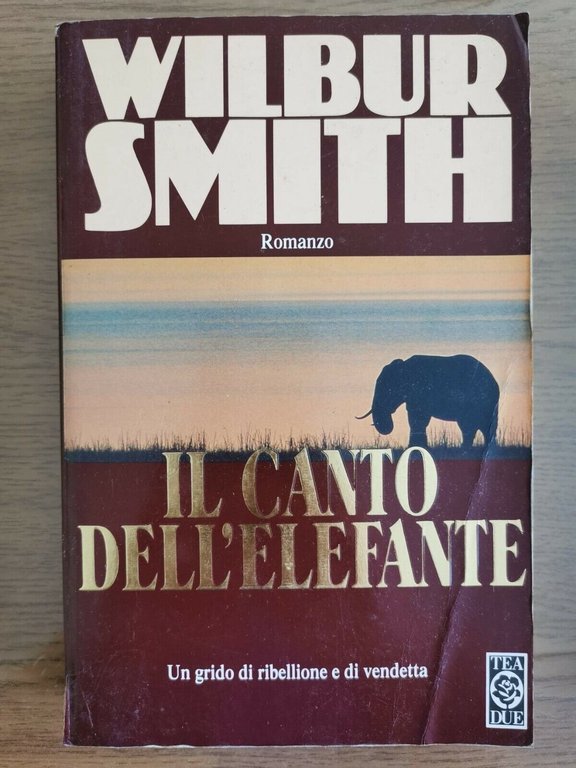 WILBUR
SMITH
Romanzo
IL CANTO
DELL'ELEFANTE
Un grido di ribellione e di vendetta
TEA
DUE